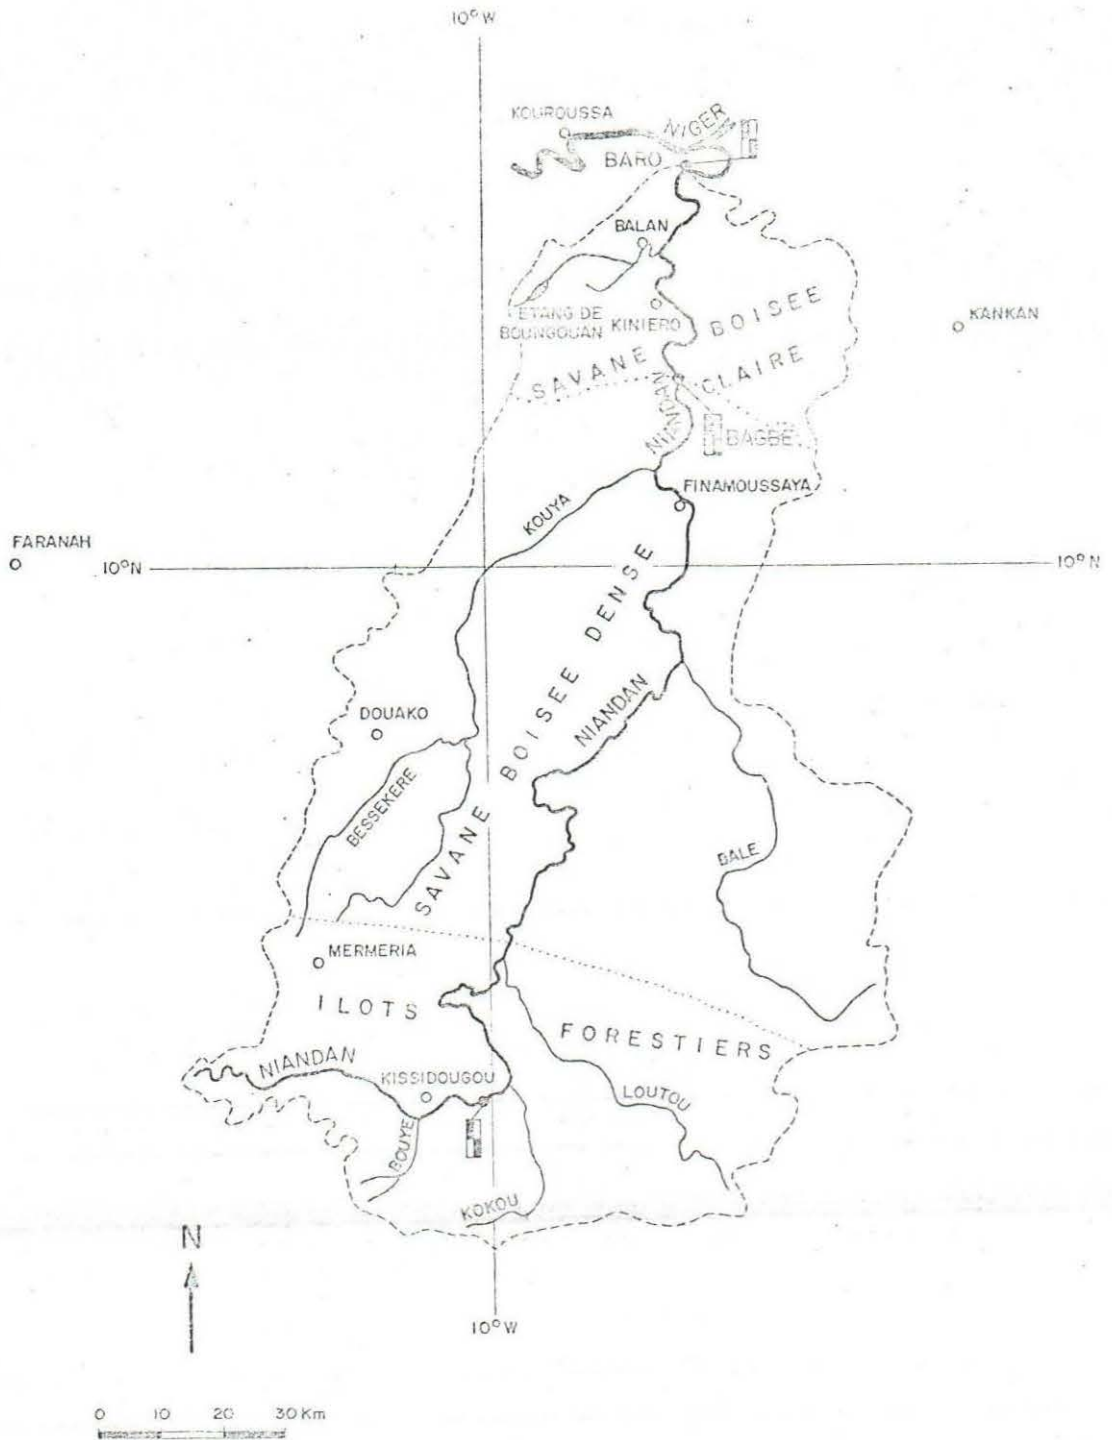 10° W
KOUROUSSA
NIGER
BARO
BALAN
ETANG DE
BOUNGOUAN
KINIERO
KANKAN
SAVANE BOISEE
CLAIRE
NIANDAN
BAGBE
FINAMOUSSAYA
KOUYA
FARANAH
10° N
10° N
SAVANE BOISEE DENSE
NIANDAN
DOUAKO
BESSEKERE
BALE
MERMERIA
ILOTS FORESTIERS
NIANDAN
KISSIDOUGOU
LOUTOU
BOUYE
KOKOU
N
10° W
0 10 20 30 Km